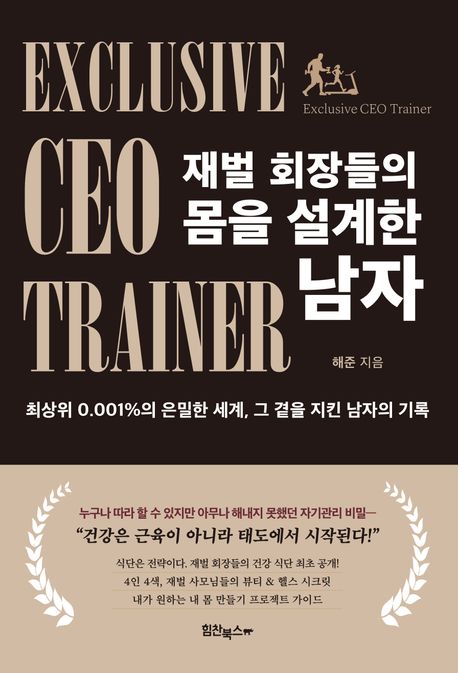 EXCLUSIVE
CEO
TRAINER
Exclusive CEO Trainer
재벌 회장들의
몸을 설계한
남자
해준 지음
최상위 0.001%의 은밀한 세계, 그 곁을 지킨 남자의 기록
누구나 따라 할 수 있지만 아무나 해내지 못했던 자기관리 비밀—
“건강은 근육이 아니라 태도에서 시작된다!”
식단은 전략이다. 재벌 회장들의 건강 식단 최초 공개!
4인 4색, 재벌 사모님들의 뷰티 & 헬스 시크릿
내가 원하는 내 몸 만들기 프로젝트 가이드
힘찬북스